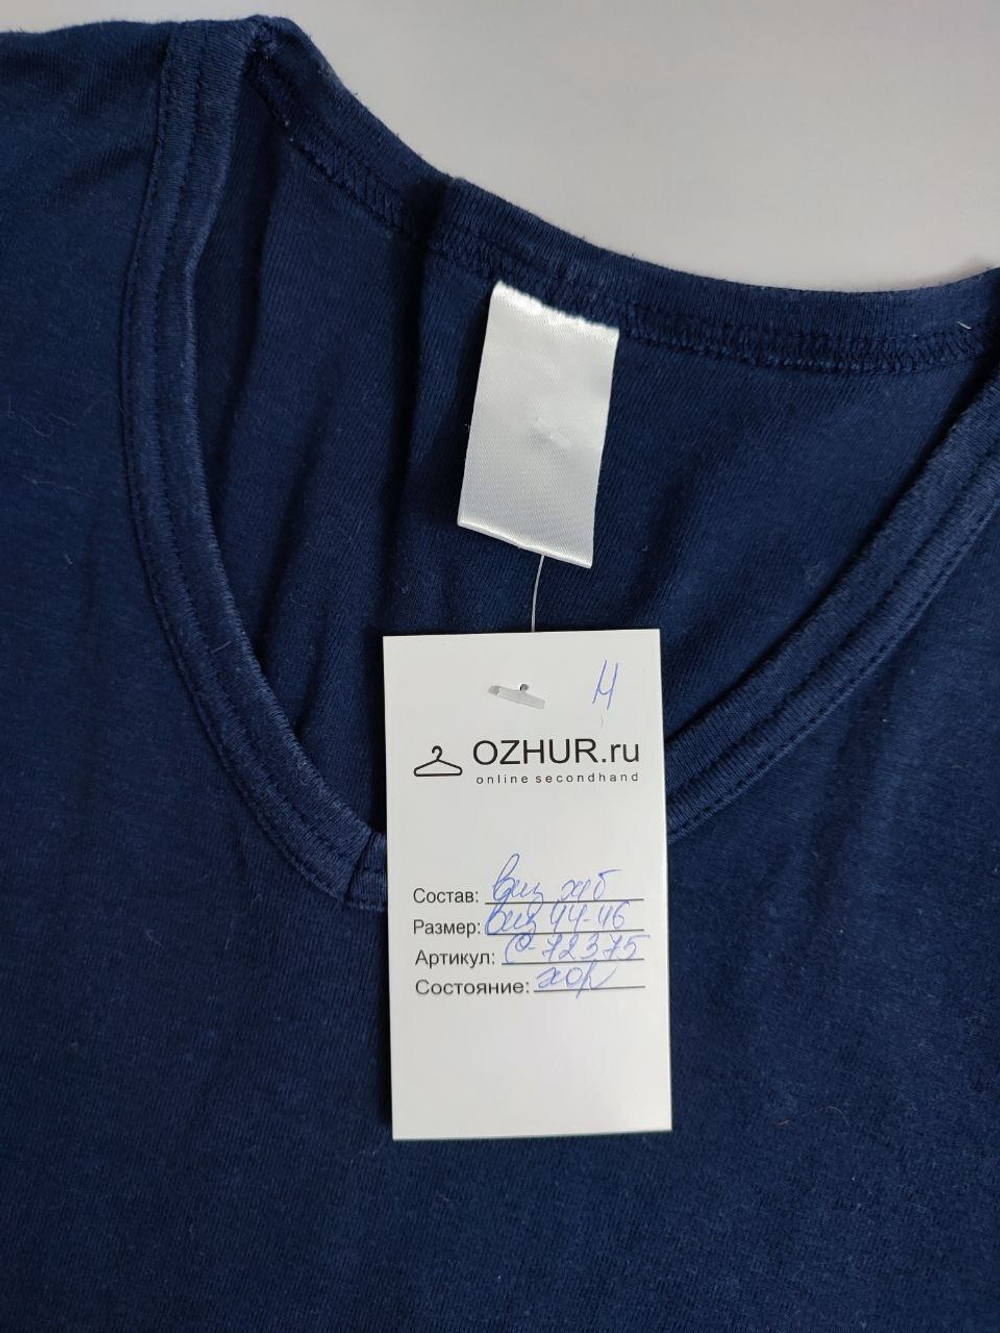 Ч
OZHUR.ru
online secondhand
Состав: виз х/б
Размер: виз 44-46
Артикул: С-72375
Состояние: хор